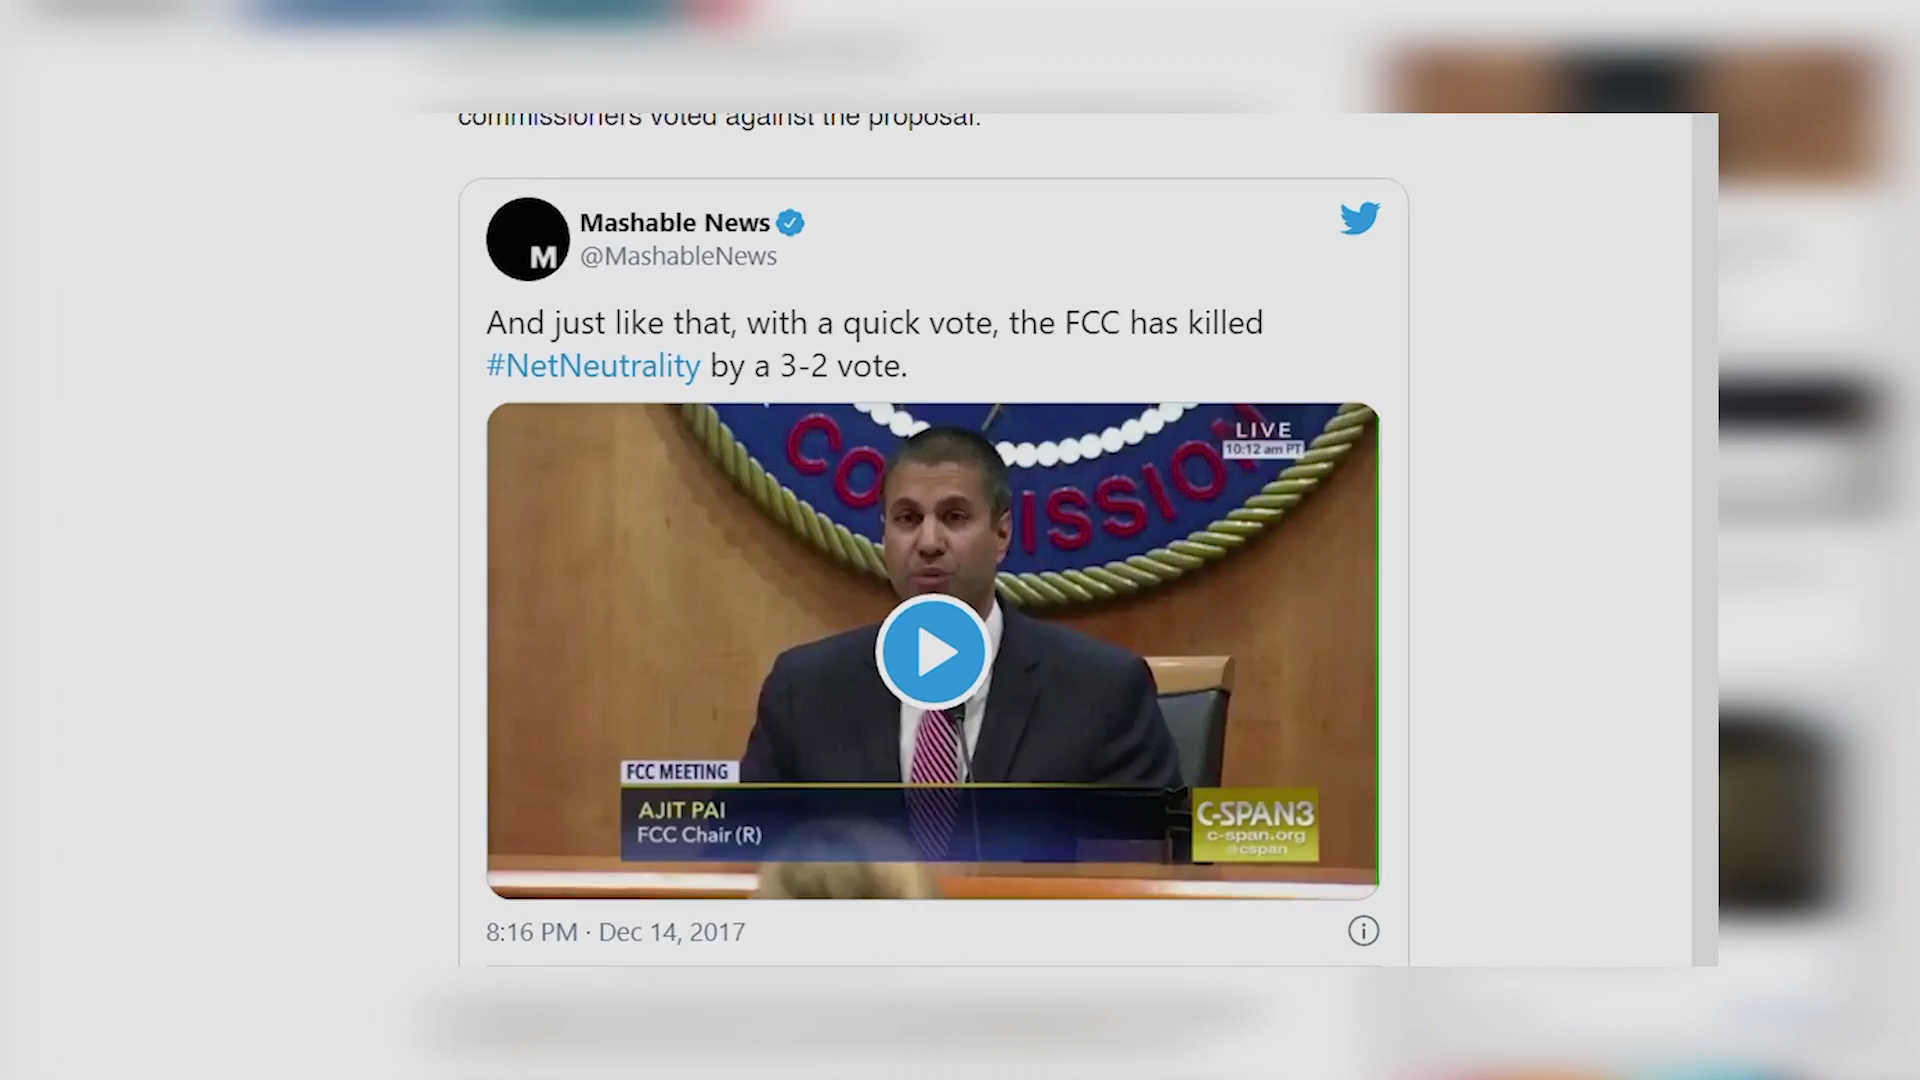 commissioners voted against the proposal.
Mashable News
@MashableNews
M
And just like that, with a quick vote, the FCC has killed
#NetNeutrality by a 3-2 vote.
LIVE
10:12 am PT
CO ISSION
FCC MEETING
AJIT PAI
FCC Chair (R)
C-SPAN3
c-span.org
@cspan
8:16 PM · Dec 14, 2017